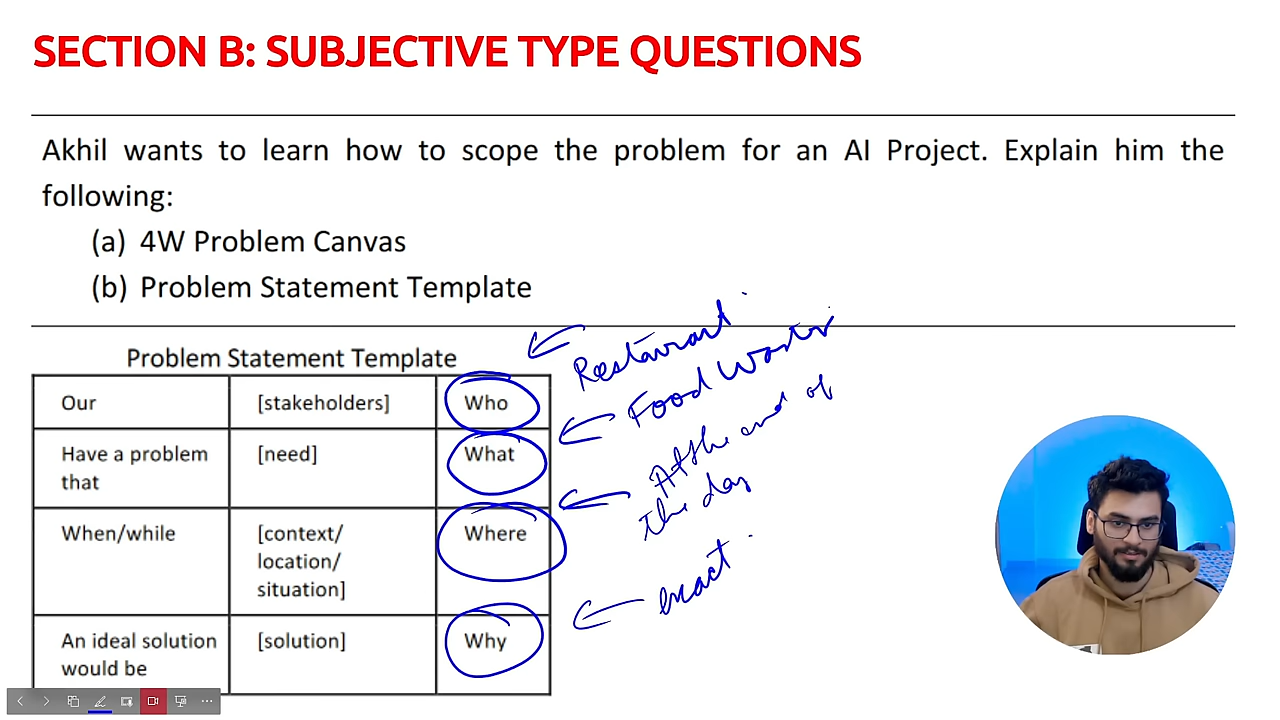 SECTION B: SUBJECTIVE TYPE QUESTIONS
Akhil wants to learn how to scope the problem for an AI Project. Explain him the
following:
(a) 4W Problem Canvas
(b) Problem Statement Template
Problem Statement Template
Our [stakeholders] Who
Restaurant
Have a problem that [need] What
Food Waster
When/while [context/ location/ situation] Where
At the end of
the day
An ideal solution would be [solution] Why
exact